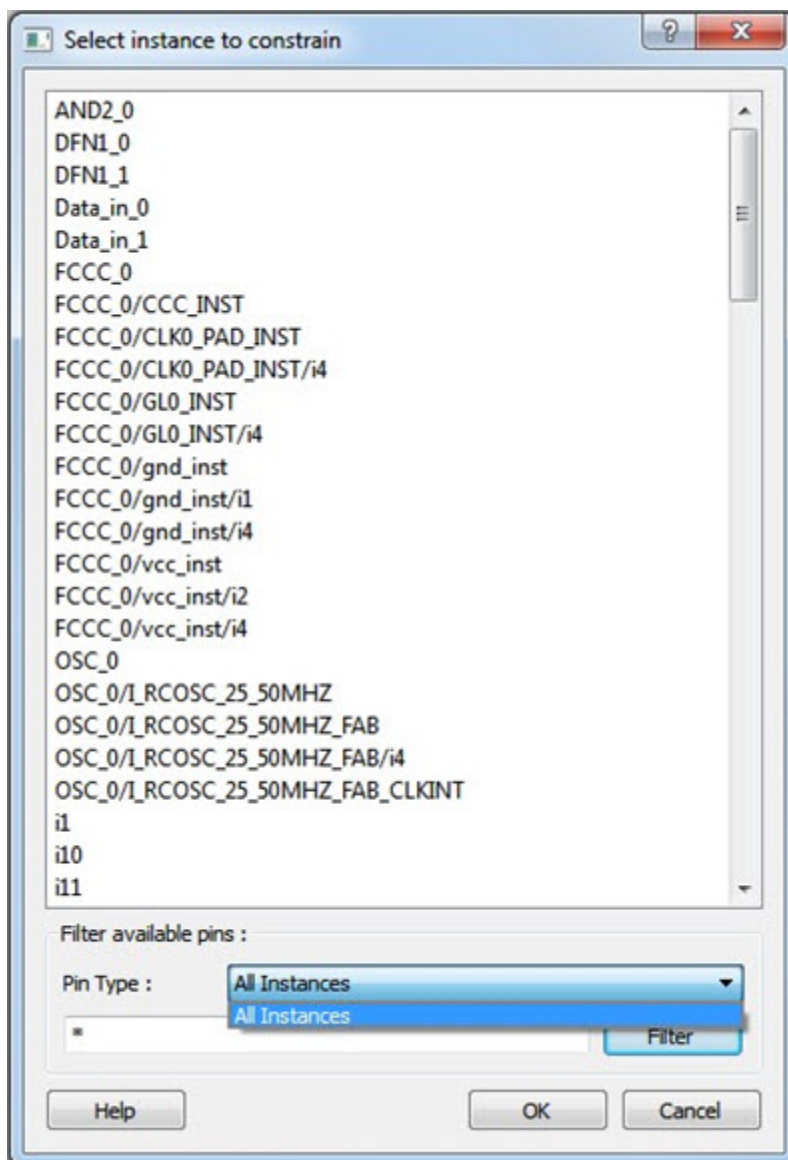 Select instance to constrain
AND2_0
DFN1_0
DFN1_1
Data_in_0
Data_in_1
FCCC_0
FCCC_0/CCC_INST
FCCC_0/CLK0_PAD_INST
FCCC_0/CLK0_PAD_INST/i4
FCCC_0/GL0_INST
FCCC_0/GL0_INST/i4
FCCC_0/gnd_inst
FCCC_0/gnd_inst/i1
FCCC_0/gnd_inst/i4
FCCC_0/vcc_inst
FCCC_0/vcc_inst/i2
FCCC_0/vcc_inst/i4
OSC_0
OSC_0/I_RCOSC_25_50MHZ
OSC_0/I_RCOSC_25_50MHZ_FAB
OSC_0/I_RCOSC_25_50MHZ_FAB/i4
OSC_0/I_RCOSC_25_50MHZ_FAB_CLKINT
i1
i10
i11
Filter available pins :
Pin Type : All Instances
All Instances
* Filter
Help OK Cancel